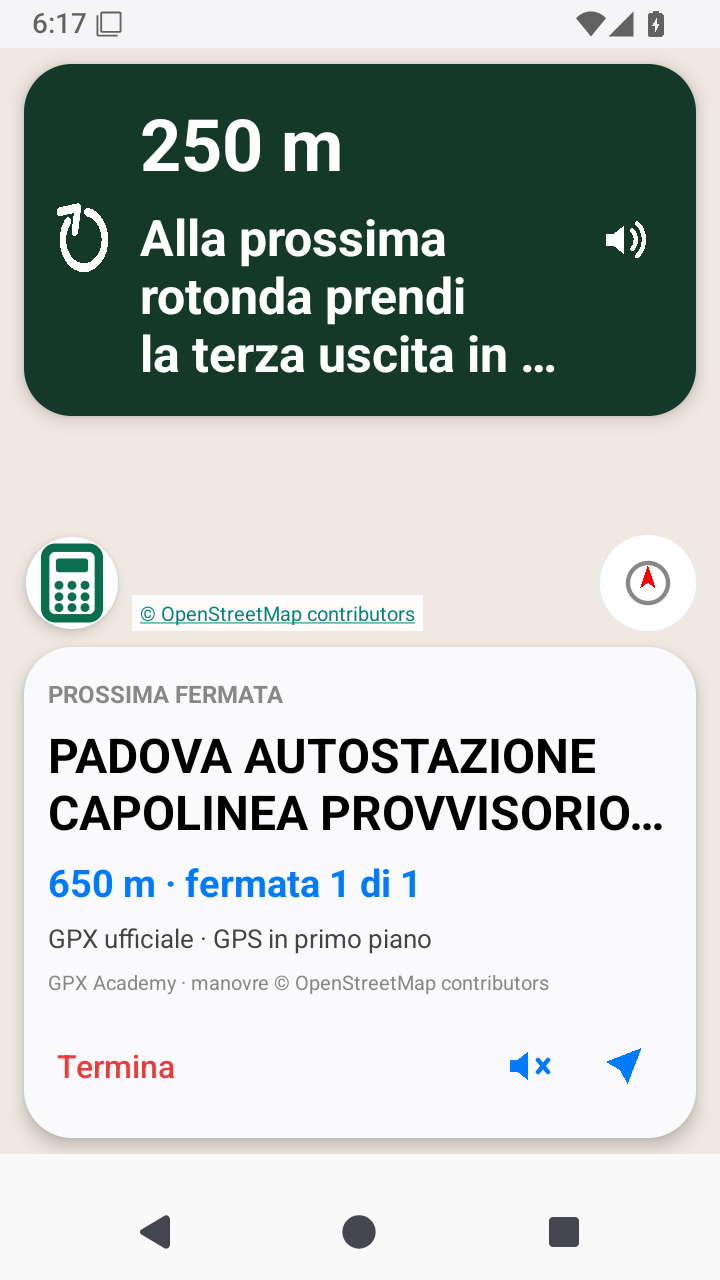 6:17
250 m
Alla prossima
rotonda prendi
la terza uscita in ...
© OpenStreetMap contributors
PROSSIMA FERMATA
PADOVA AUTOSTAZIONE
CAPOLINEA PROVVISORIO...
650 m · fermata 1 di 1
GPX ufficiale · GPS in primo piano
GPX Academy · manovre © OpenStreetMap contributors
Termina